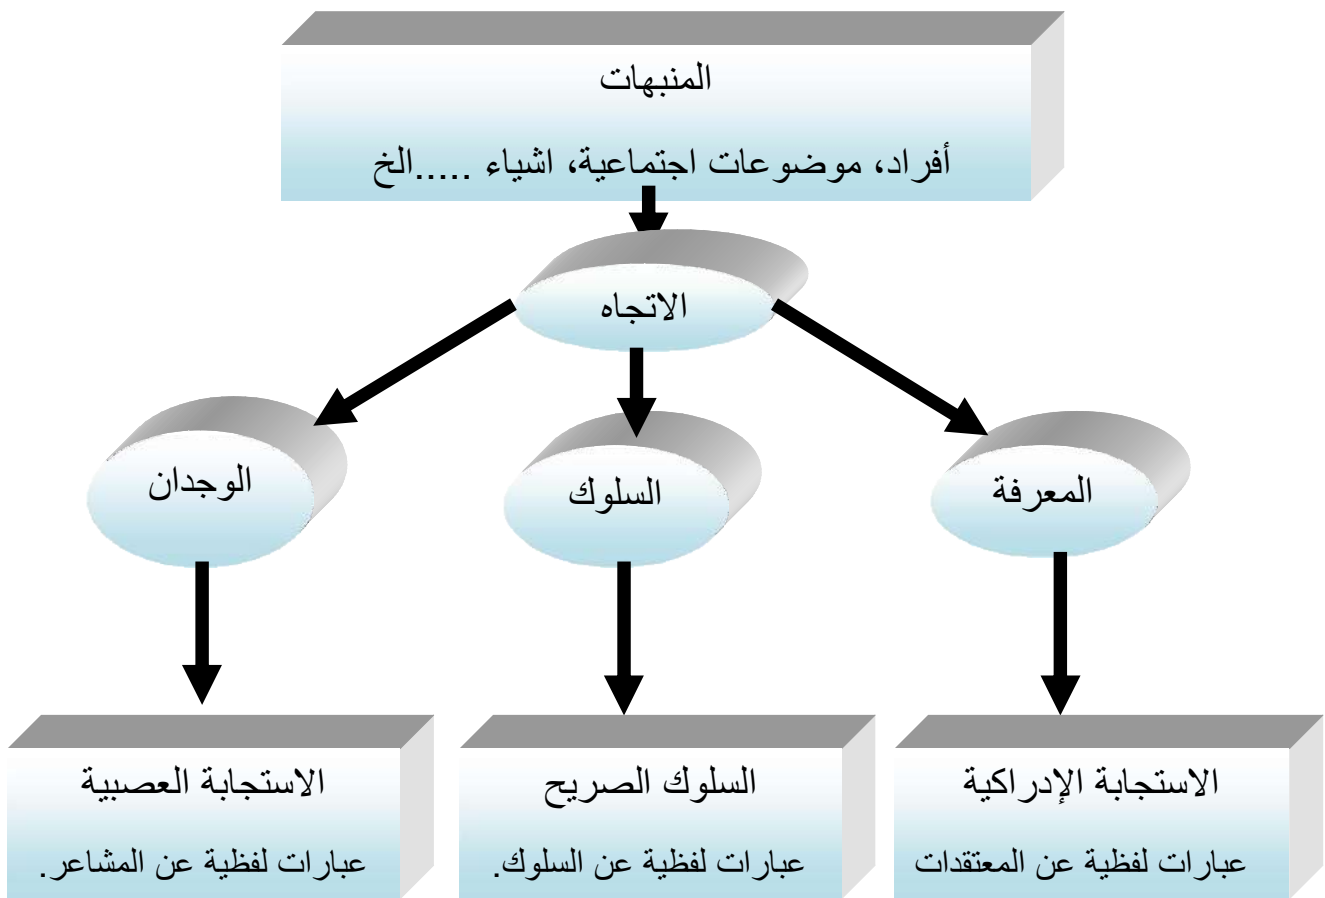 المنبهات
أفراد، موضوعات اجتماعية، اشياء .....الخ
الاتجاه
المعرفة
السلوك
الوجدان
الاستجابة الإدراكية
عبارات لفظية عن المعتقدات
السلوك الصريح
عبارات لفظية عن السلوك.
الاستجابة العصبية
عبارات لفظية عن المشاعر.